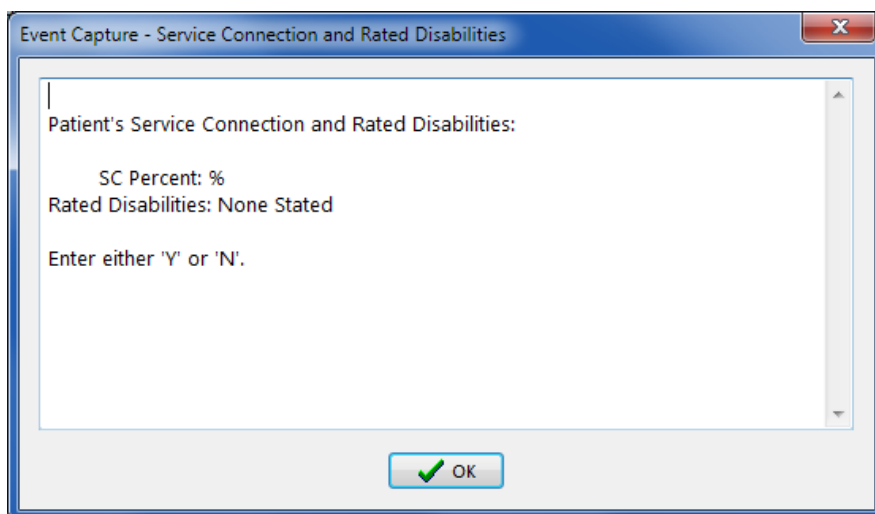 Event Capture - Service Connection and Rated Disabilities
Patient's Service Connection and Rated Disabilities:
SC Percent: %
Rated Disabilities: None Stated
Enter either 'Y' or 'N'.
OK